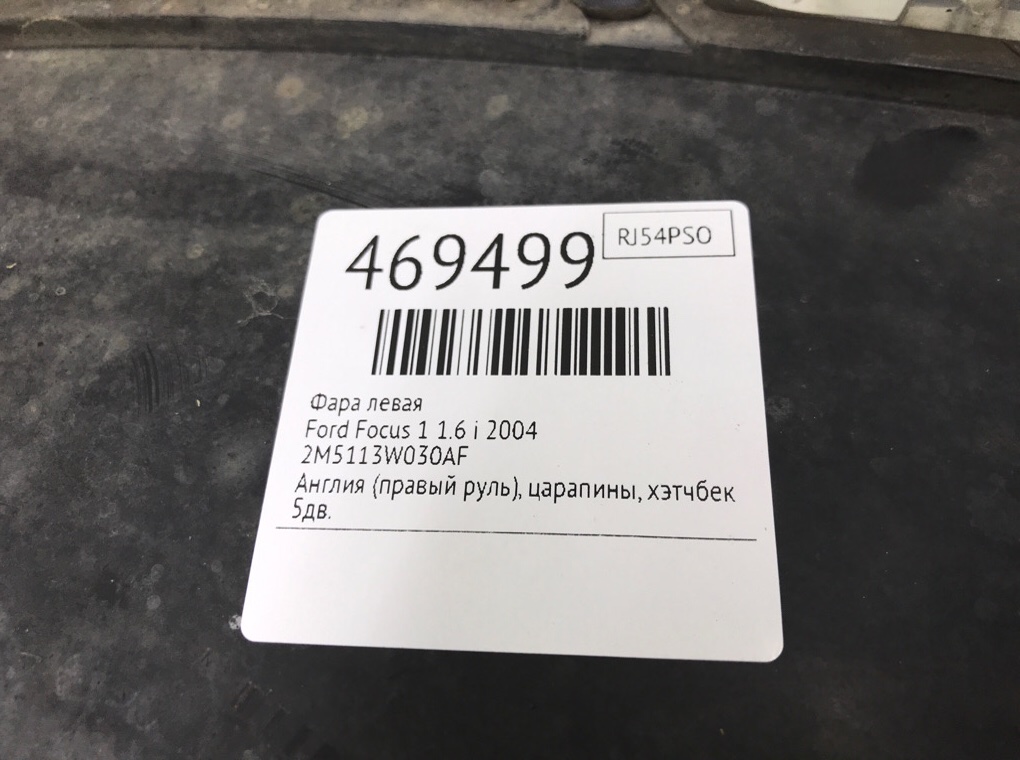 469499
RJ54PSO
Фара левая
Ford Focus 1 1.6 i 2004
2M5113W030AF
Англия (правый руль), царапины, хэтчбек
5дв.